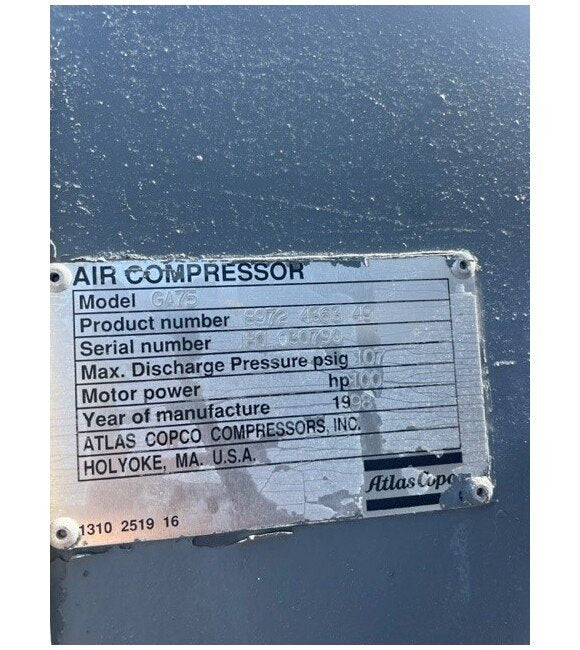 AIR COMPRESSOR
Model GA75
Product number
Serial number
Max. Discharge Pressure psig 107
Motor power hp 100
Year of manufacture 1998
ATLAS COPCO COMPRESSORS, INC.
HOLYOKE, MA. U.S.A.
Atlas Copco
1310 2519 16